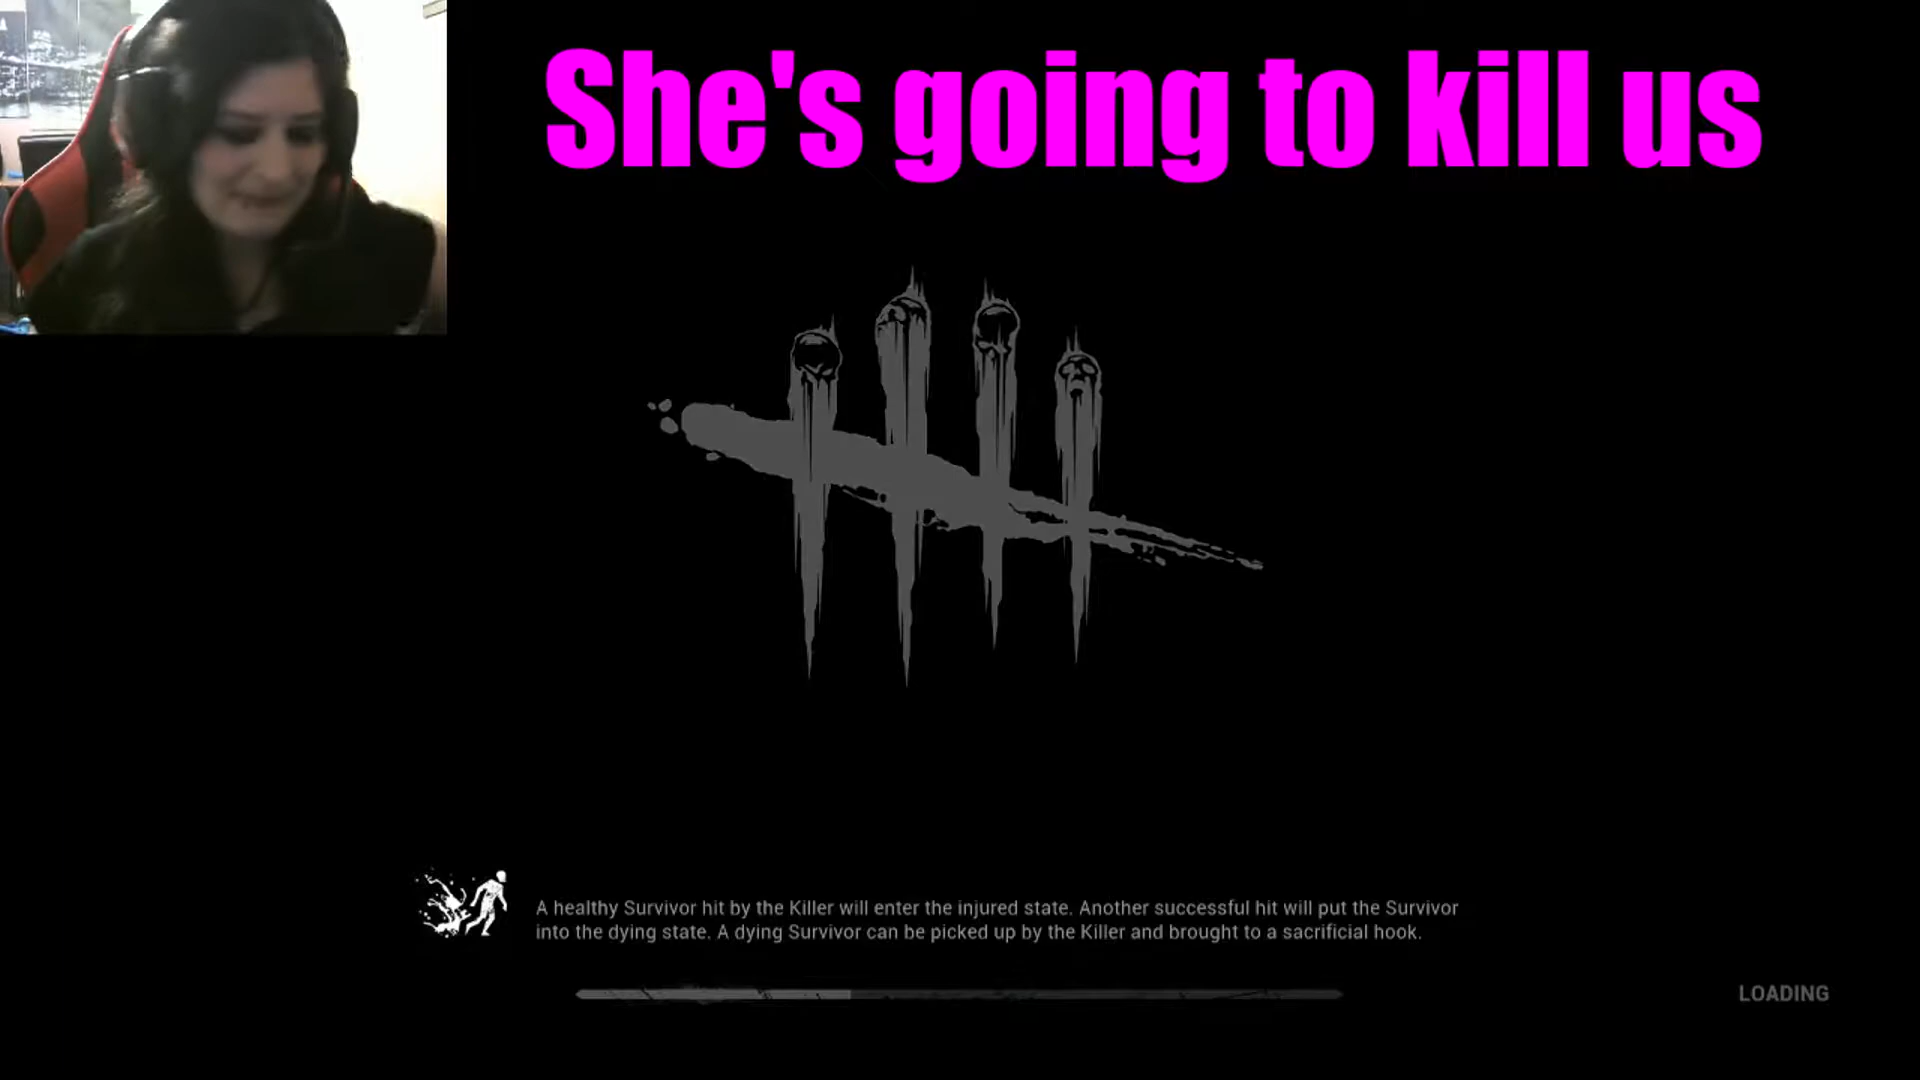 She's going to kill us
A healthy Survivor hit by the Killer will enter the injured state. Another successful hit will put the Survivor
into the dying state. A dying Survivor can be picked up by the Killer and brought to a sacrificial hook.
LOADING